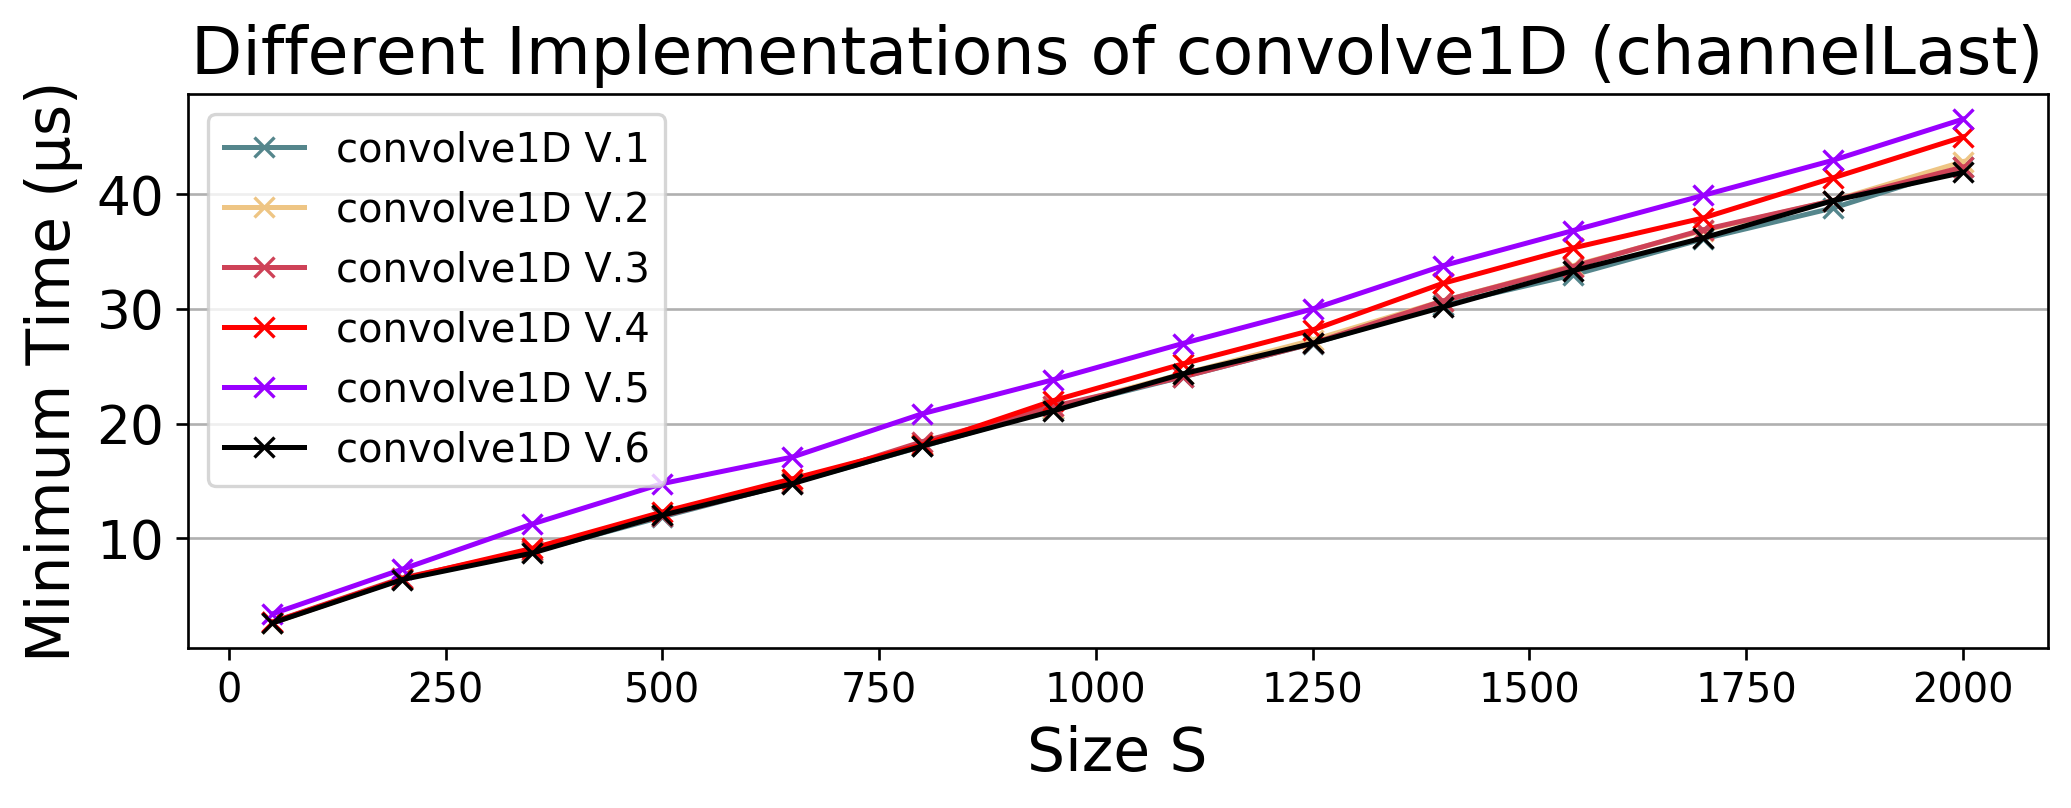 Different Implementations of convolve1D (channelLast)
Minimum Time (µs)
40
30
20
10
convolve1D V.1
convolve1D V.2
convolve1D V.3
convolve1D V.4
convolve1D V.5
convolve1D V.6
0 250 500 750 1000 1250 1500 1750 2000
Size S